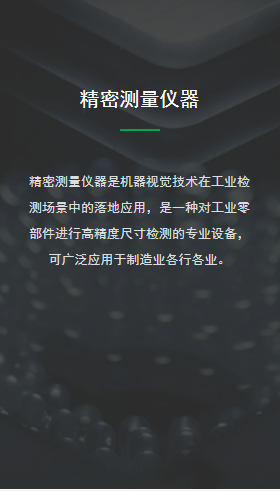 精密测量仪器
精密测量仪器是机器视觉技术在工业检
测场景中的落地应用，是一种对工业零
部件进行高精度尺寸检测的专业设备，
可广泛应用于制造业各行各业。